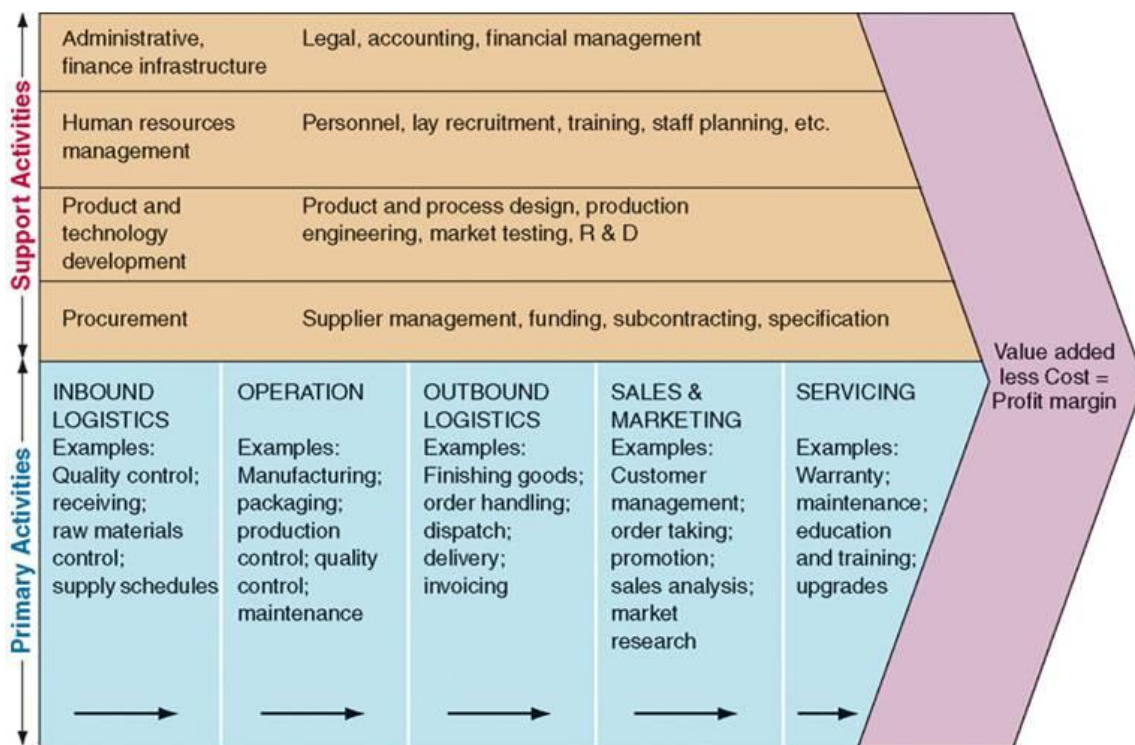 Support Activities
Administrative,
finance infrastructure
Legal, accounting, financial management
Human resources
management
Personnel, lay recruitment, training, staff planning, etc.
Product and
technology
development
Product and process design, production
engineering, market testing, R & D
Procurement
Supplier management, funding, subcontracting, specification
Primary Activities
INBOUND
LOGISTICS
Examples:
Quality control;
receiving;
raw materials
control;
supply schedules
OPERATION
Examples:
Manufacturing;
packaging;
production
control; quality
control;
maintenance
OUTBOUND
LOGISTICS
Examples:
Finishing goods;
order handling;
dispatch;
delivery;
invoicing
SALES &
MARKETING
Examples:
Customer
management;
order taking;
promotion;
sales analysis;
market
research
SERVICING
Examples:
Warranty;
maintenance;
education
and training;
upgrades
Value added
less Cost =
Profit margin